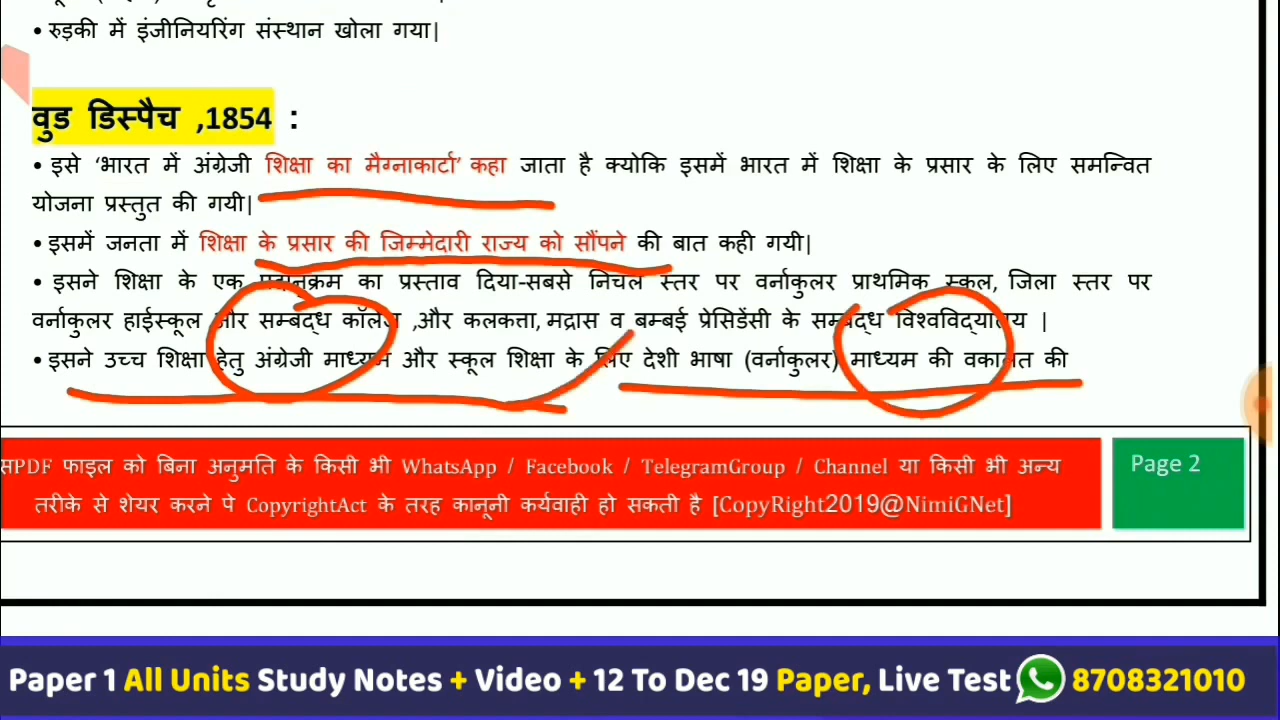 • रुड़की में इंजीनियरिंग संस्थान खोला गया|
वुड डिस्पैच ,1854 :
• इसे ‘भारत में अंग्रेजी शिक्षा का मैग्नाकार्टा’ कहा जाता है क्योकि इसमें भारत में शिक्षा के प्रसार के लिए समन्वित
योजना प्रस्तुत की गयी|
• इसमें जनता में शिक्षा के प्रसार की जिम्मेदारी राज्य को सौंपने की बात कही गयी|
• इसने शिक्षा के एक पदानुक्रम का प्रस्ताव दिया-सबसे निचले स्तर पर वर्नाकुलर प्राथमिक स्कूल, जिला स्तर पर
वर्नाकुलर हाईस्कूल और सम्बद्ध कॉलेज ,और कलकत्ता, मद्रास व बम्बई प्रेसिडेंसी के सम्बद्ध विश्वविद्यालय |
• इसने उच्च शिक्षा हेतु अंग्रेजी माध्यम और स्कूल शिक्षा के लिए देशी भाषा (वर्नाकुलर) माध्यम की वकालत की
सPDF फाइल को बिना अनुमति के किसी भी WhatsApp / Facebook / TelegramGroup / Channel या किसी भी अन्य
तरीके से शेयर करने पे CopyrightAct के तरह कानूनी कर्यवाही हो सकती है [CopyRight2019@NimiGNet]
Page 2
Paper 1 All Units Study Notes + Video + 12 To Dec 19 Paper, Live Test 8708321010